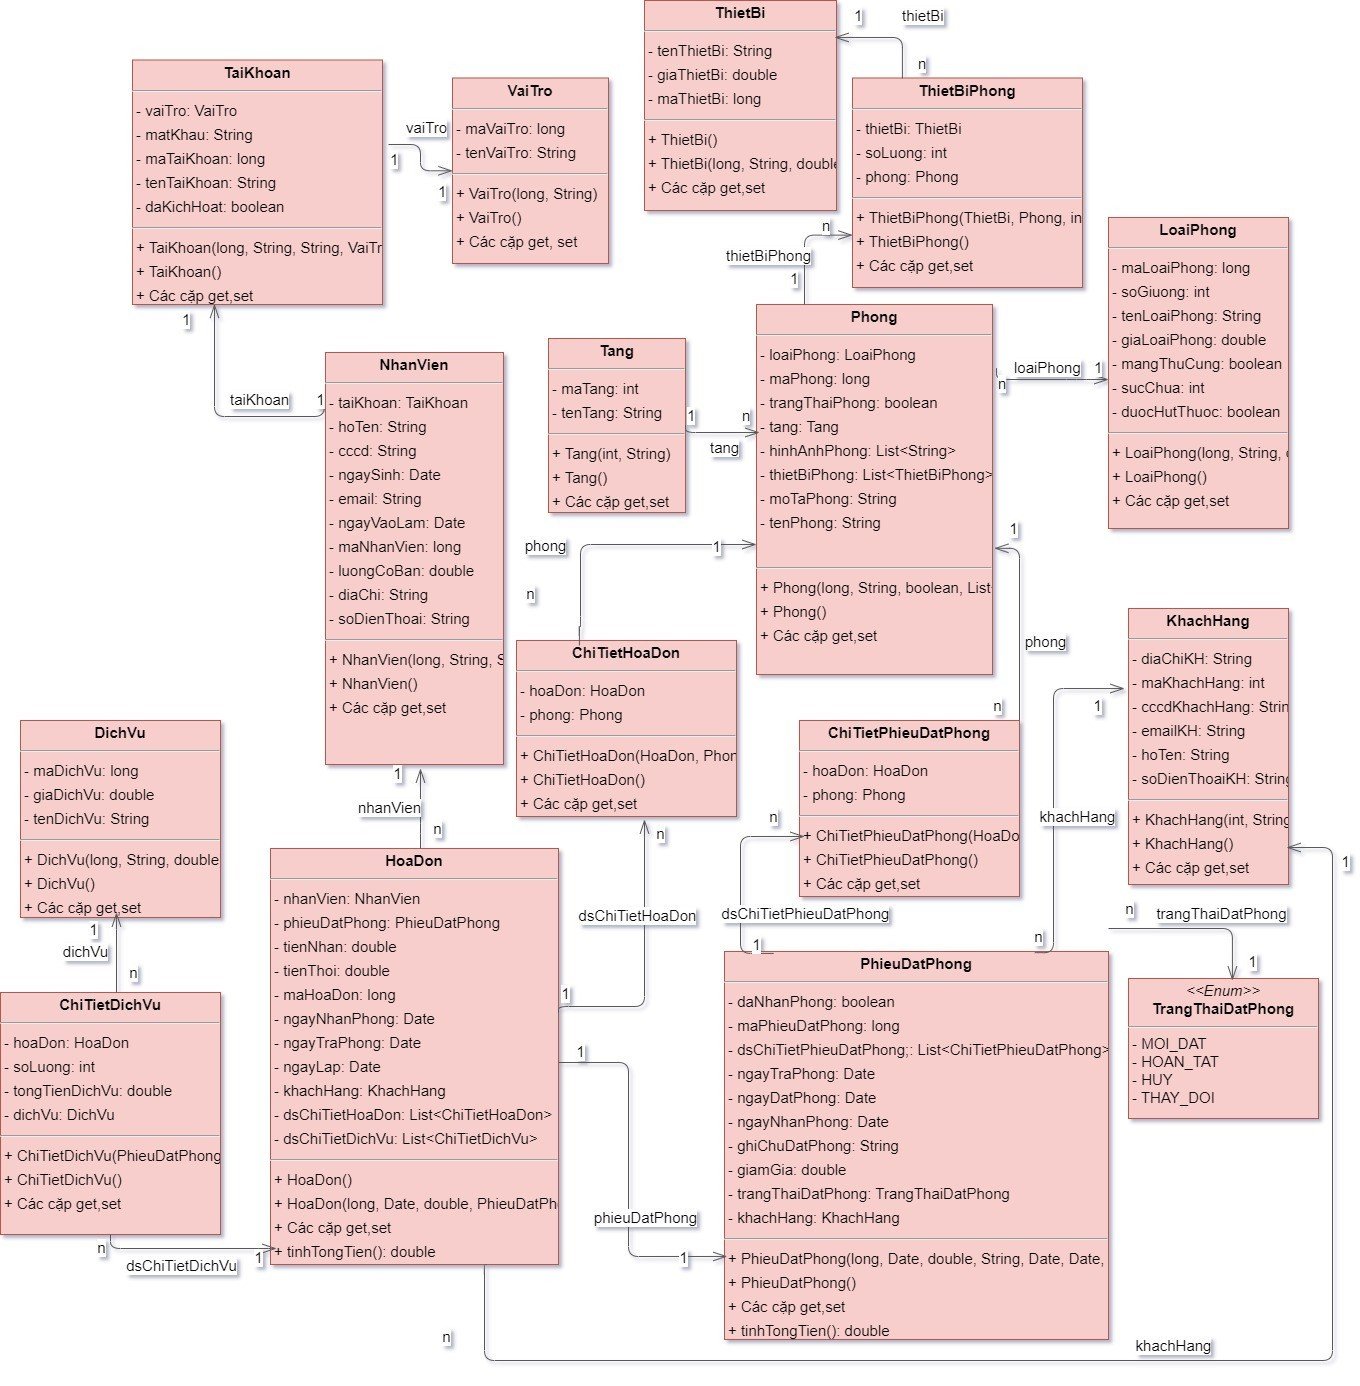 ThietBi
- tenThietBi: String
- giaThietBi: double
- maThietBi: long
+ ThietBi()
+ ThietBi(long, String, double
+ Các cặp get,set
1
thietBi
n
TaiKhoan
- vaiTro: VaiTro
- matKhau: String
- maTaiKhoan: long
- tenTaiKhoan: String
- daKichHoat: boolean
+ TaiKhoan(long, String, String, VaiTr
+ TaiKhoan()
+ Các cặp get,set
vaiTro
1
1
VaiTro
- maVaiTro: long
- tenVaiTro: String
+ VaiTro(long, String)
+ VaiTro()
+ Các cặp get, set
ThietBiPhong
- thietBi: ThietBi
- soLuong: int
- phong: Phong
+ ThietBiPhong(ThietBi, Phong, in
+ ThietBiPhong()
+ Các cặp get,set
n
thietBiPhong
1
LoaiPhong
- maLoaiPhong: long
- soGiuong: int
- tenLoaiPhong: String
- giaLoaiPhong: double
- mangThuCung: boolean
- sucChua: int
- duocHutThuoc: boolean
+ LoaiPhong(long, String,
+ LoaiPhong()
+ Các cặp get,set
1
taiKhoan
1
NhanVien
- taiKhoan: TaiKhoan
- hoTen: String
- cccd: String
- ngaySinh: Date
- email: String
- ngayVaoLam: Date
- maNhanVien: long
- luongCoBan: double
- diaChi: String
- soDienThoai: String
+ NhanVien(long, String, S
+ NhanVien()
+ Các cặp get,set
Tang
- maTang: int
- tenTang: String
+ Tang(int, String)
+ Tang()
+ Các cặp get,set
1
n
tang
Phong
- loaiPhong: LoaiPhong
- maPhong: long
- trangThaiPhong: boolean
- tang: Tang
- hinhAnhPhong: List<String>
- thietBiPhong: List<ThietBiPhong>
- moTaPhong: String
- tenPhong: String
+ Phong(long, String, boolean, List
+ Phong()
+ Các cặp get,set
n
loaiPhong
1
phong
1
n
1
phong
n
ChiTietHoaDon
- hoaDon: HoaDon
- phong: Phong
+ ChiTietHoaDon(HoaDon, Phon
+ ChiTietHoaDon()
+ Các cặp get,set
KhachHang
- diaChiKH: String
- maKhachHang: int
- cccdKhachHang: Strin
- emailKH: String
- hoTen: String
- soDienThoaiKH: String
+ KhachHang(int, String
+ KhachHang()
+ Các cặp get,set
DichVu
- maDichVu: long
- giaDichVu: double
- tenDichVu: String
+ DichVu(long, String, double
+ DichVu()
+ Các cặp get,set
1
dichVu
n
ChiTietPhieuDatPhong
- hoaDon: HoaDon
- phong: Phong
+ ChiTietPhieuDatPhong(HoaDo
+ ChiTietPhieuDatPhong()
+ Các cặp get,set
1
nhanVien
n
n
dsChiTietHoaDon
1
n
dsChiTietPhieuDatPhong
1
1
khachHang
n
HoaDon
- nhanVien: NhanVien
- phieuDatPhong: PhieuDatPhong
- tienNhan: double
- tienThoi: double
- maHoaDon: long
- ngayNhanPhong: Date
- ngayTraPhong: Date
- ngayLap: Date
- khachHang: KhachHang
- dsChiTietHoaDon: List<ChiTietHoaDon>
- dsChiTietDichVu: List<ChiTietDichVu>
+ HoaDon()
+ HoaDon(long, Date, double, PhieuDatPh
+ Các cặp get,set
+ tinhTongTien(): double
ChiTietDichVu
- hoaDon: HoaDon
- soLuong: int
- tongTienDichVu: double
- dichVu: DichVu
+ ChiTietDichVu(PhieuDatPhong
+ ChiTietDichVu()
+ Các cặp get,set
n
dsChiTietDichVu
1
PhieuDatPhong
- daNhanPhong: boolean
- maPhieuDatPhong: long
- dsChiTietPhieuDatPhong;: List<ChiTietPhieuDatPhong>
- ngayTraPhong: Date
- ngayDatPhong: Date
- ngayNhanPhong: Date
- ghiChuDatPhong: String
- giamGia: double
- trangThaiDatPhong: TrangThaiDatPhong
- khachHang: KhachHang
+ PhieuDatPhong(long, Date, double, String, Date, Date,
+ PhieuDatPhong()
+ Các cặp get,set
+ tinhTongTien(): double
n
trangThaiDatPhong
1
<<Enum>>
TrangThaiDatPhong
- MOI_DAT
- HOAN_TAT
- HUY
- THAY_DOI
1
phieuDatPhong
1
n
khachHang
1